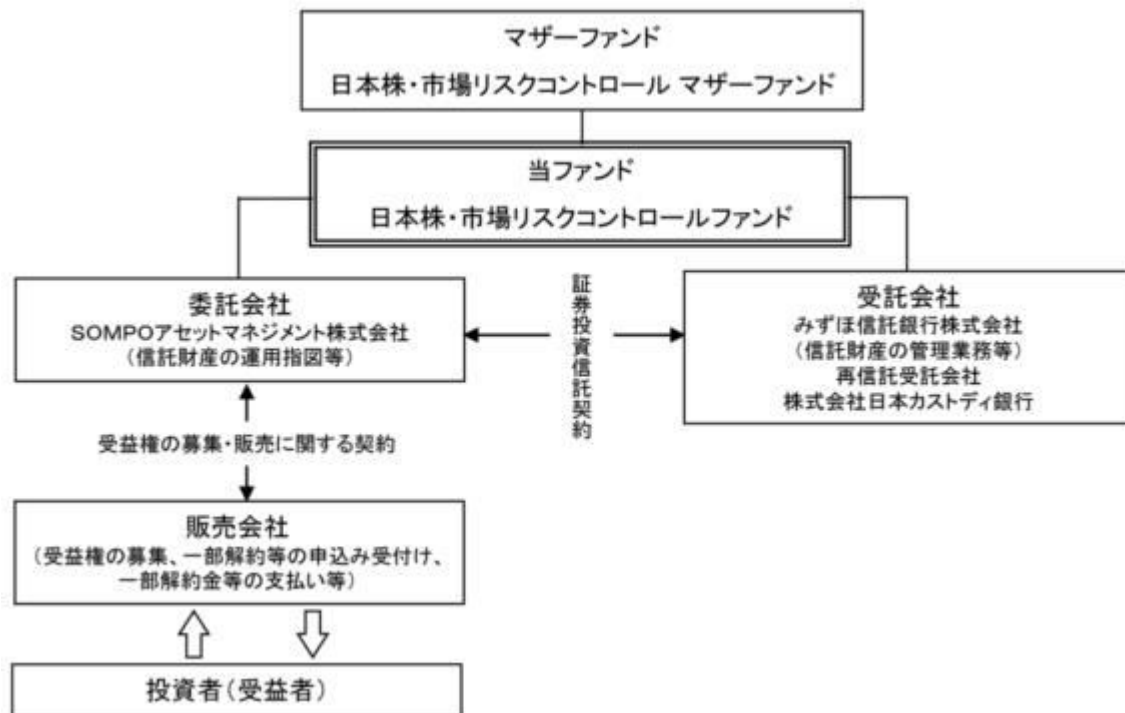 マザーファンド
日本株・市場リスクコントロール マザーファンド
当ファンド
日本株・市場リスクコントロールファンド
委託会社
SOMPOアセットマネジメント株式会社
（信託財産の運用指図等）
証券投資信託契約
受託会社
みずほ信託銀行株式会社
（信託財産の管理業務等）
再信託受託会社
株式会社日本カストディ銀行
受益権の募集・販売に関する契約
販売会社
（受益権の募集、一部解約等の申込み受付け、
一部解約金等の支払い等）
投資者（受益者）